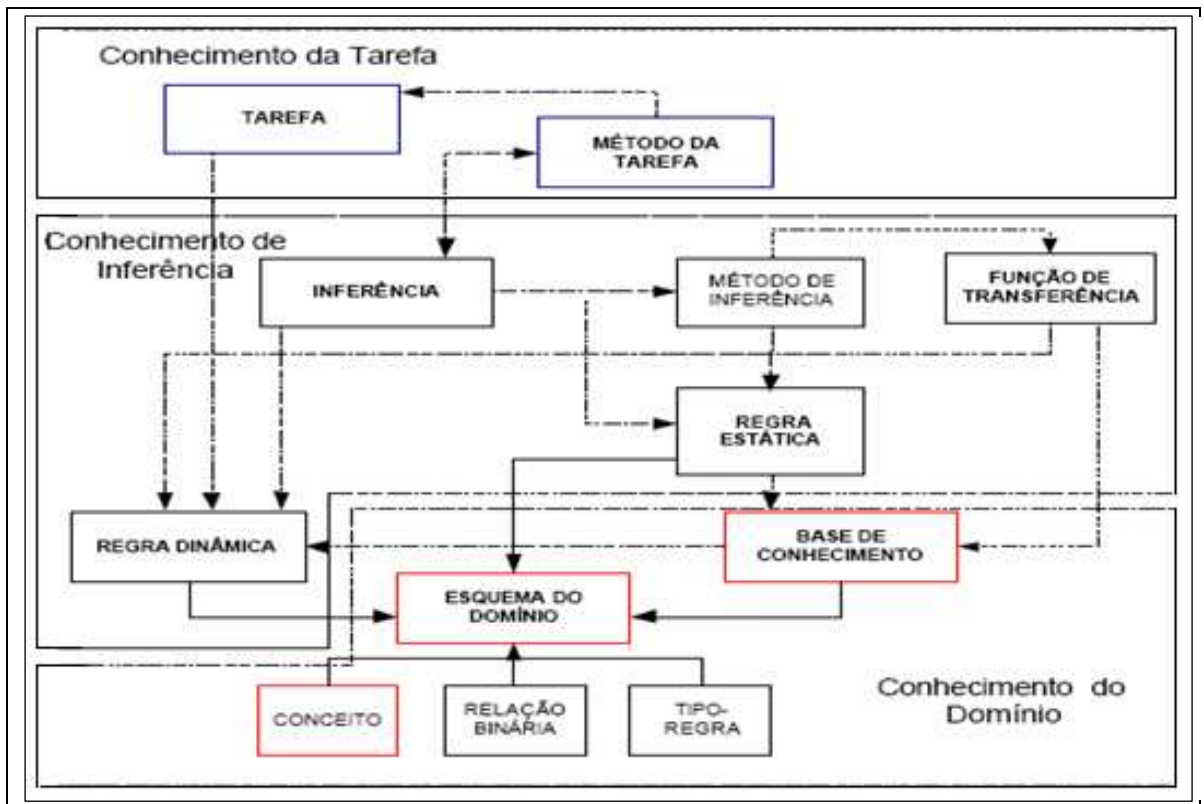 Conhecimento da Tarefa
TAREFA
MÉTODO DA
TAREFA
Conhecimento de
Inferência
INFERÊNCIA
MÉTODO DE
INFERÊNCIA
FUNÇÃO DE
TRANSFERÊNCIA
REGRA
ESTÁTICA
REGRA DINÂMICA
BASE DE
CONHECIMENTO
ESQUEMA DO
DOMÍNIO
CONCEITO
RELAÇÃO
BINÁRIA
TIPO-
REGRA
Conhecimento do
Domínio